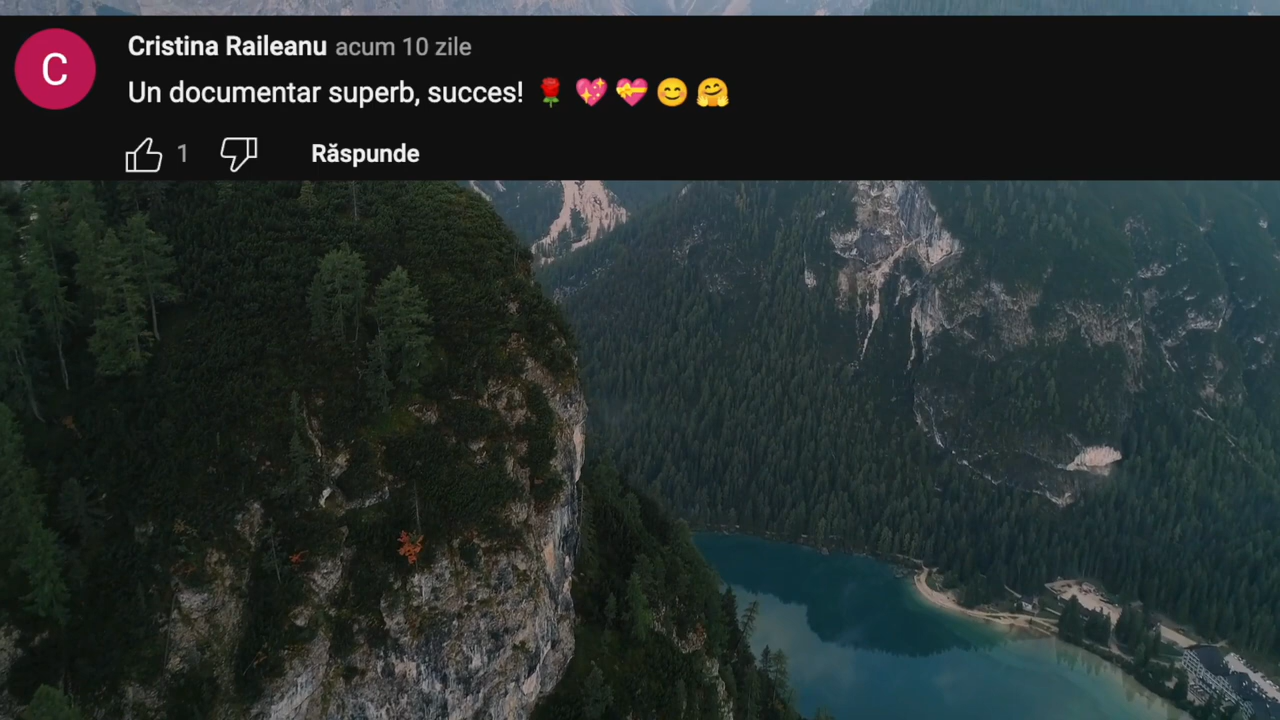 C
Cristina Raileanu acum 10 zile
Un documentar superb, succes! 🌹 💖 💝 😊 🤗
1
Răspunde